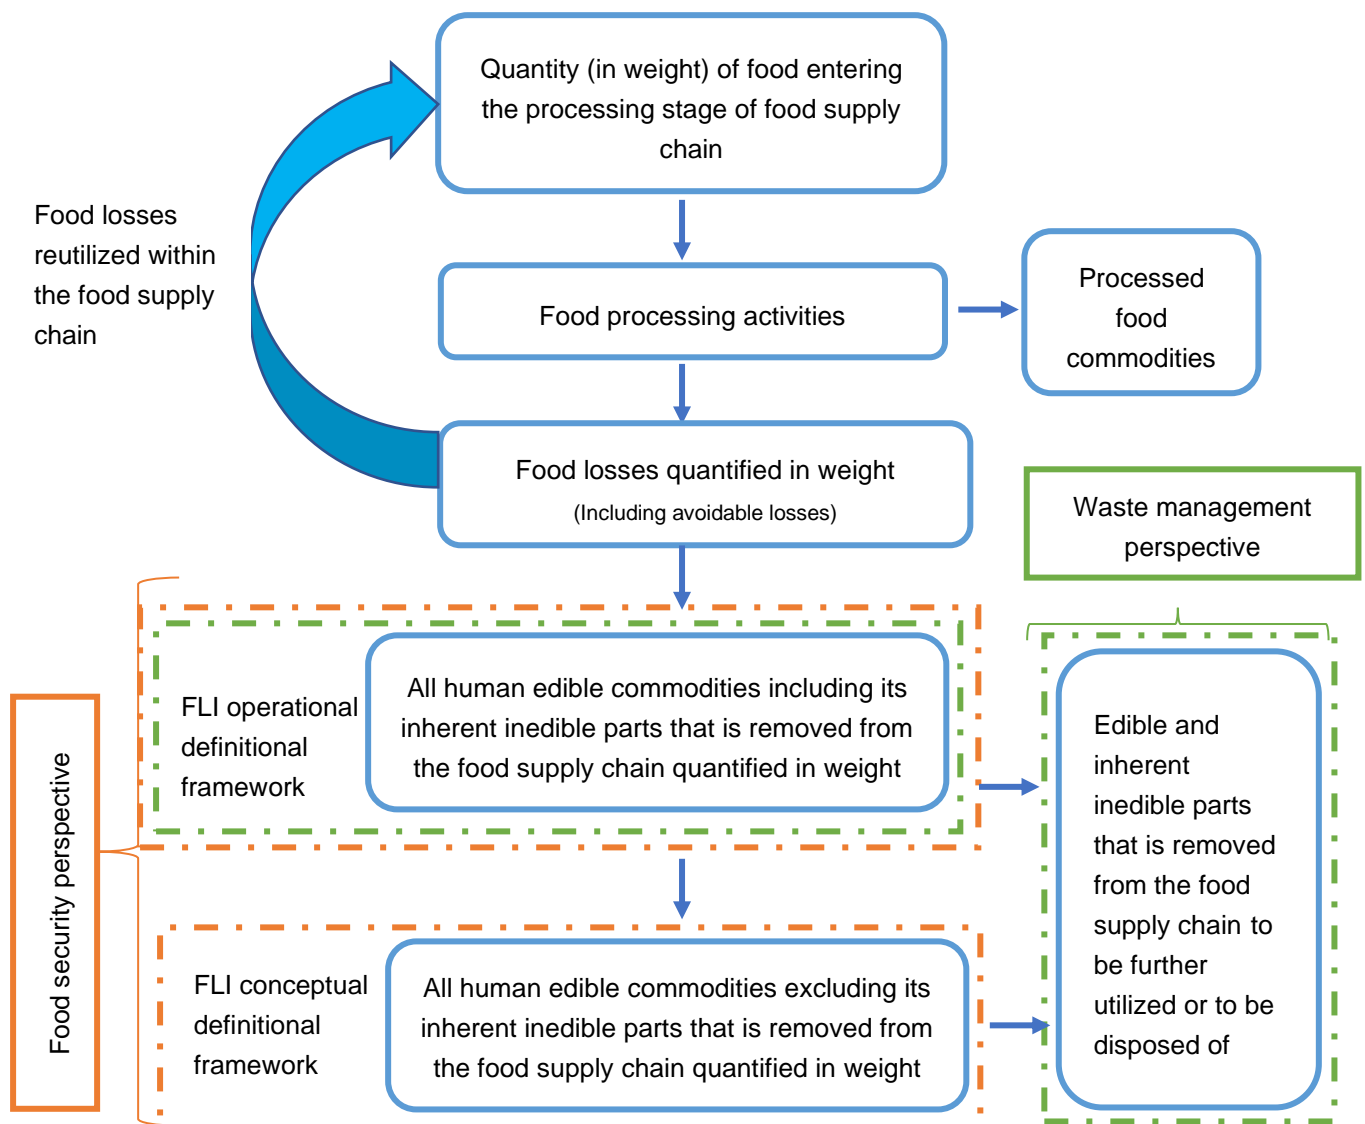 Quantity (in weight) of food entering
the processing stage of food supply
chain
Food losses
reutilized within
the food supply
chain
Food processing activities
Processed
food
commodities
Food losses quantified in weight
(Including avoidable losses)
Waste management
perspective
Food security perspective
FLI operational
definitional
framework
All human edible commodities including its
inherent inedible parts that is removed from
the food supply chain quantified in weight
Edible and
inherent
inedible parts
that is removed
from the food
supply chain to
be further
utilized or to be
disposed of
FLI conceptual
definitional
framework
All human edible commodities excluding its
inherent inedible parts that is removed from
the food supply chain quantified in weight